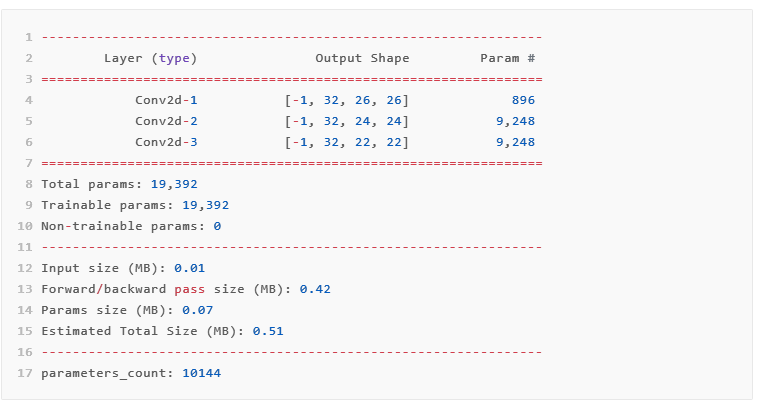 1 ----------------------------------------------------------------
2         Layer (type)               Output Shape         Param #
3 ================================================================
4             Conv2d-1           [-1, 32, 26, 26]             896
5             Conv2d-2           [-1, 32, 24, 24]           9,248
6             Conv2d-3           [-1, 32, 22, 22]           9,248
7 ================================================================
8 Total params: 19,392
9 Trainable params: 19,392
10 Non-trainable params: 0
11 ----------------------------------------------------------------
12 Input size (MB): 0.01
13 Forward/backward pass size (MB): 0.42
14 Params size (MB): 0.07
15 Estimated Total Size (MB): 0.51
16 ----------------------------------------------------------------
17 parameters_count: 10144